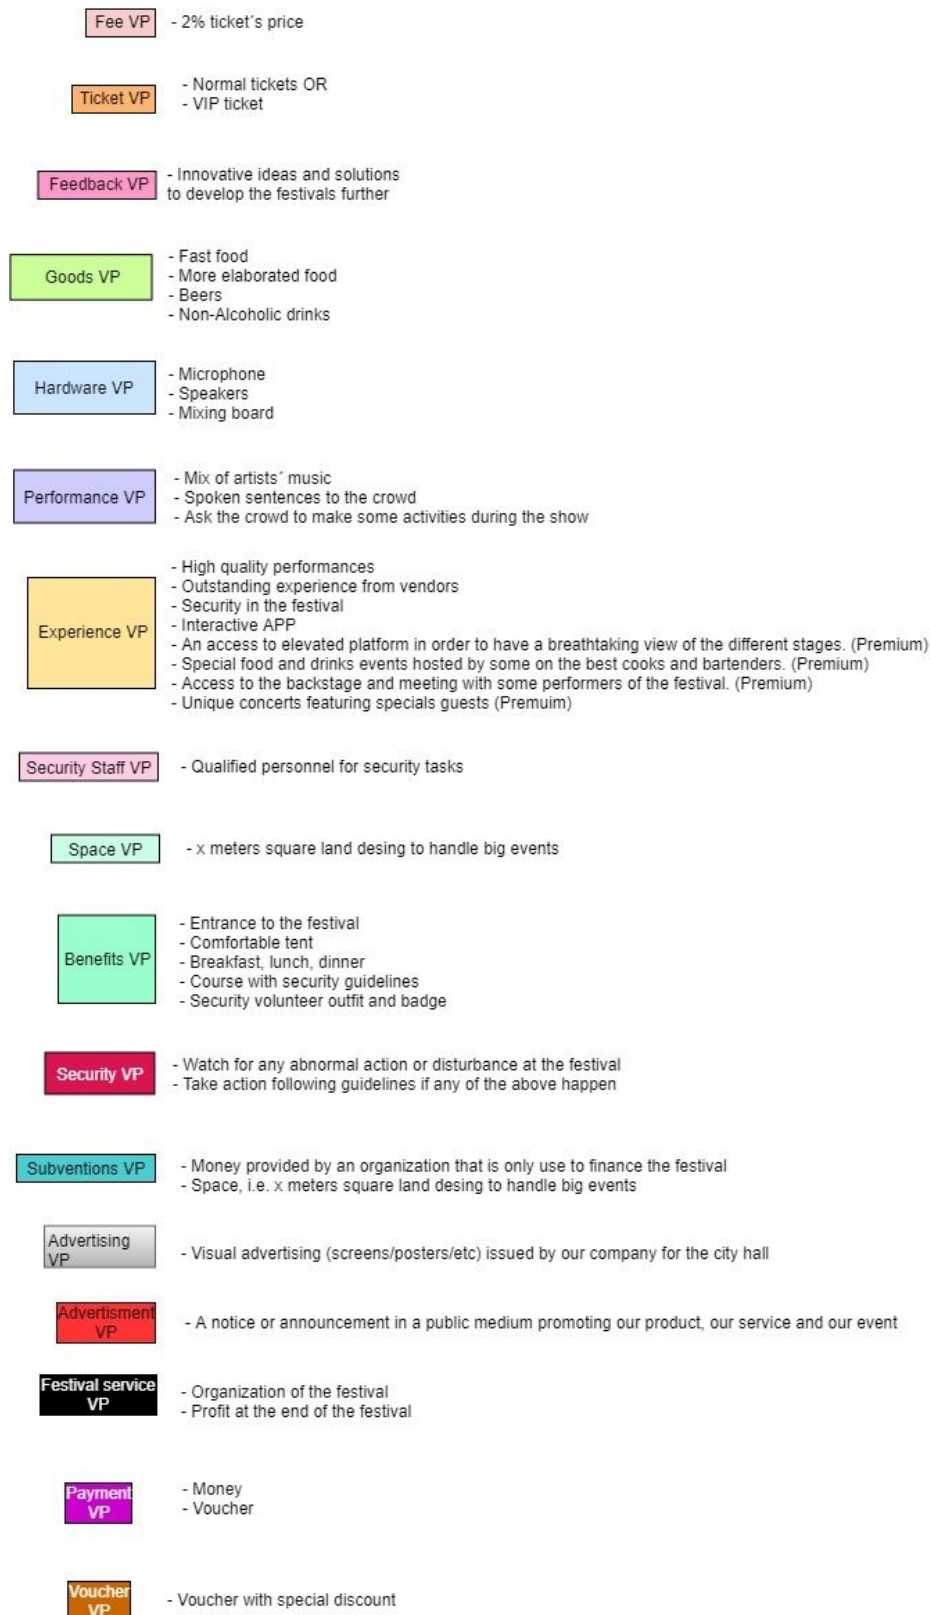 Fee VP - 2% ticket´s price
Ticket VP
- Normal tickets OR
- VIP ticket
Feedback VP
- Innovative ideas and solutions
to develop the festivals further
Goods VP
- Fast food
- More elaborated food
- Beers
- Non-Alcoholic drinks
Hardware VP
- Microphone
- Speakers
- Mixing board
Performance VP
- Mix of artists´ music
- Spoken sentences to the crowd
- Ask the crowd to make some activities during the show
Experience VP
- High quality performances
- Outstanding experience from vendors
- Security in the festival
- Interactive APP
- An access to elevated platform in order to have a breathtaking view of the different stages. (Premium)
- Special food and drinks events hosted by some on the best cooks and bartenders. (Premium)
- Access to the backstage and meeting with some performers of the festival. (Premium)
- Unique concerts featuring specials guests (Premuim)
Security Staff VP - Qualified personnel for security tasks
Space VP - x meters square land desing to handle big events
Benefits VP
- Entrance to the festival
- Comfortable tent
- Breakfast, lunch, dinner
- Course with security guidelines
- Security volunteer outfit and badge
Security VP
- Watch for any abnormal action or disturbance at the festival
- Take action following guidelines if any of the above happen
Subventions VP
- Money provided by an organization that is only use to finance the festival
- Space, i.e. x meters square land desing to handle big events
Advertising
VP
- Visual advertising (screens/posters/etc) issued by our company for the city hall
Advertisment
VP
- A notice or announcement in a public medium promoting our product, our service and our event
Festival service
VP
- Organization of the festival
- Profit at the end of the festival
Payment
VP
- Money
- Voucher
Voucher
VP
- Voucher with special discount